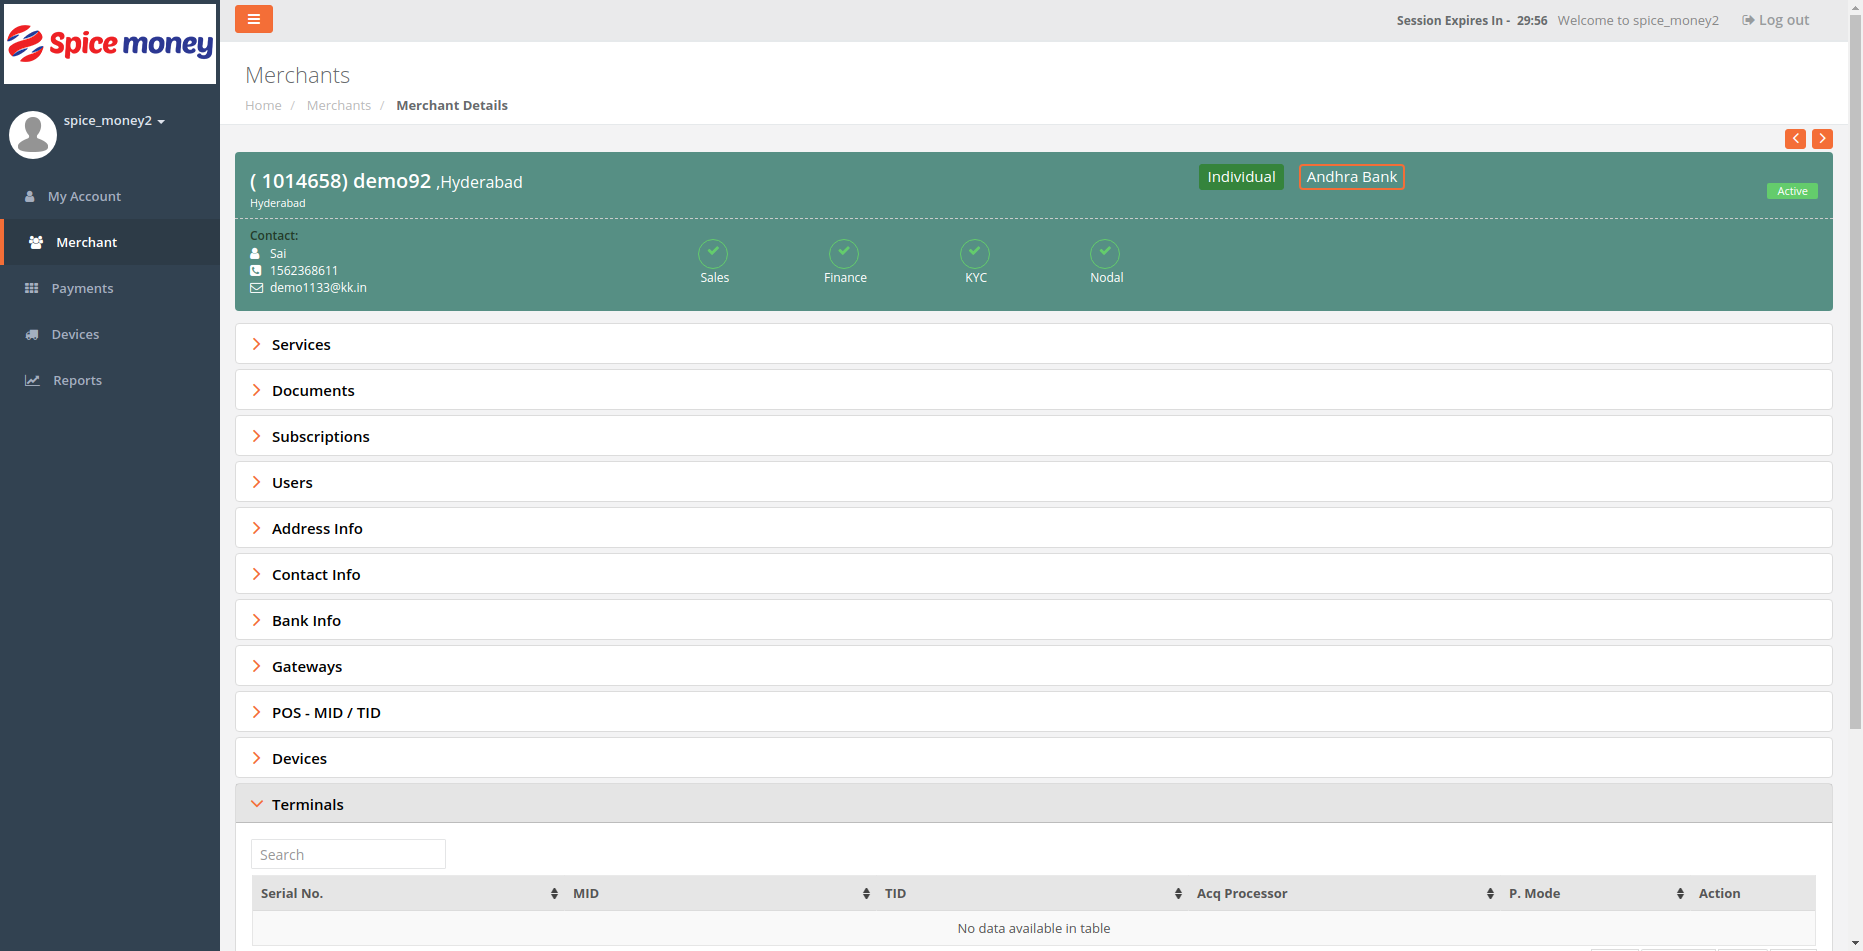 Spice money
Session Expires In - 29:56 Welcome to spice_money2 Log out
spice_money2
My Account
Merchant
Payments
Devices
Reports
Merchants
Home / Merchants / Merchant Details
( 1014658) demo92 ,Hyderabad
Individual
Andhra Bank
Hyderabad
Active
Contact:
Sai
1562368611
demo1133@kk.in
Sales
Finance
KYC
Nodal
Services
Documents
Subscriptions
Users
Address Info
Contact Info
Bank Info
Gateways
POS - MID / TID
Devices
Terminals
Search
Serial No. MID TID Acq Processor P. Mode Action
No data available in table